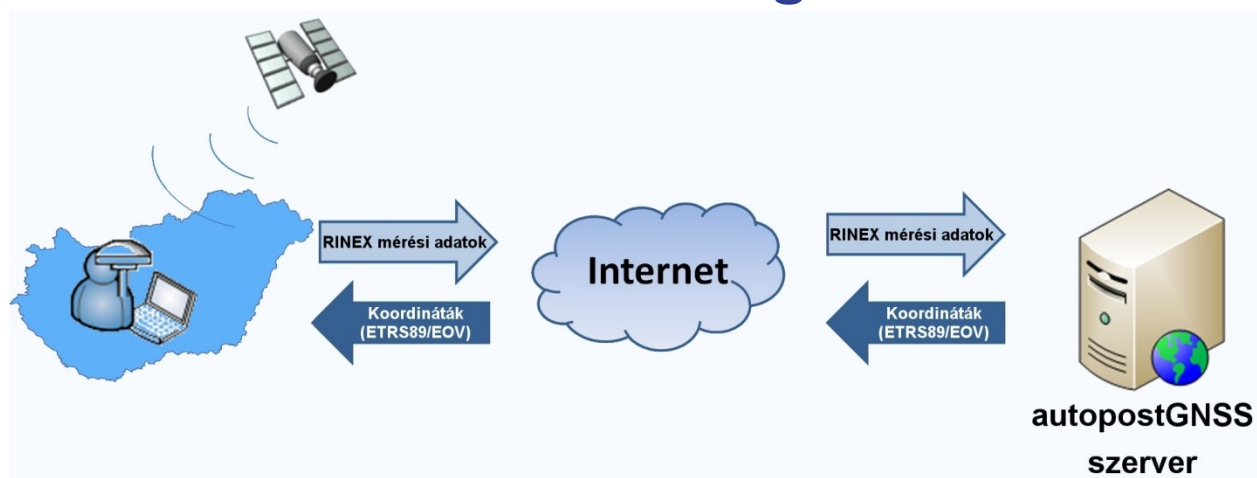 RINEX mérési adatok
Koordináták
(ETRS89/EOV)
Internet
RINEX mérési adatok
Koordináták
(ETRS89/EOV)
autopostGNSS
szerver